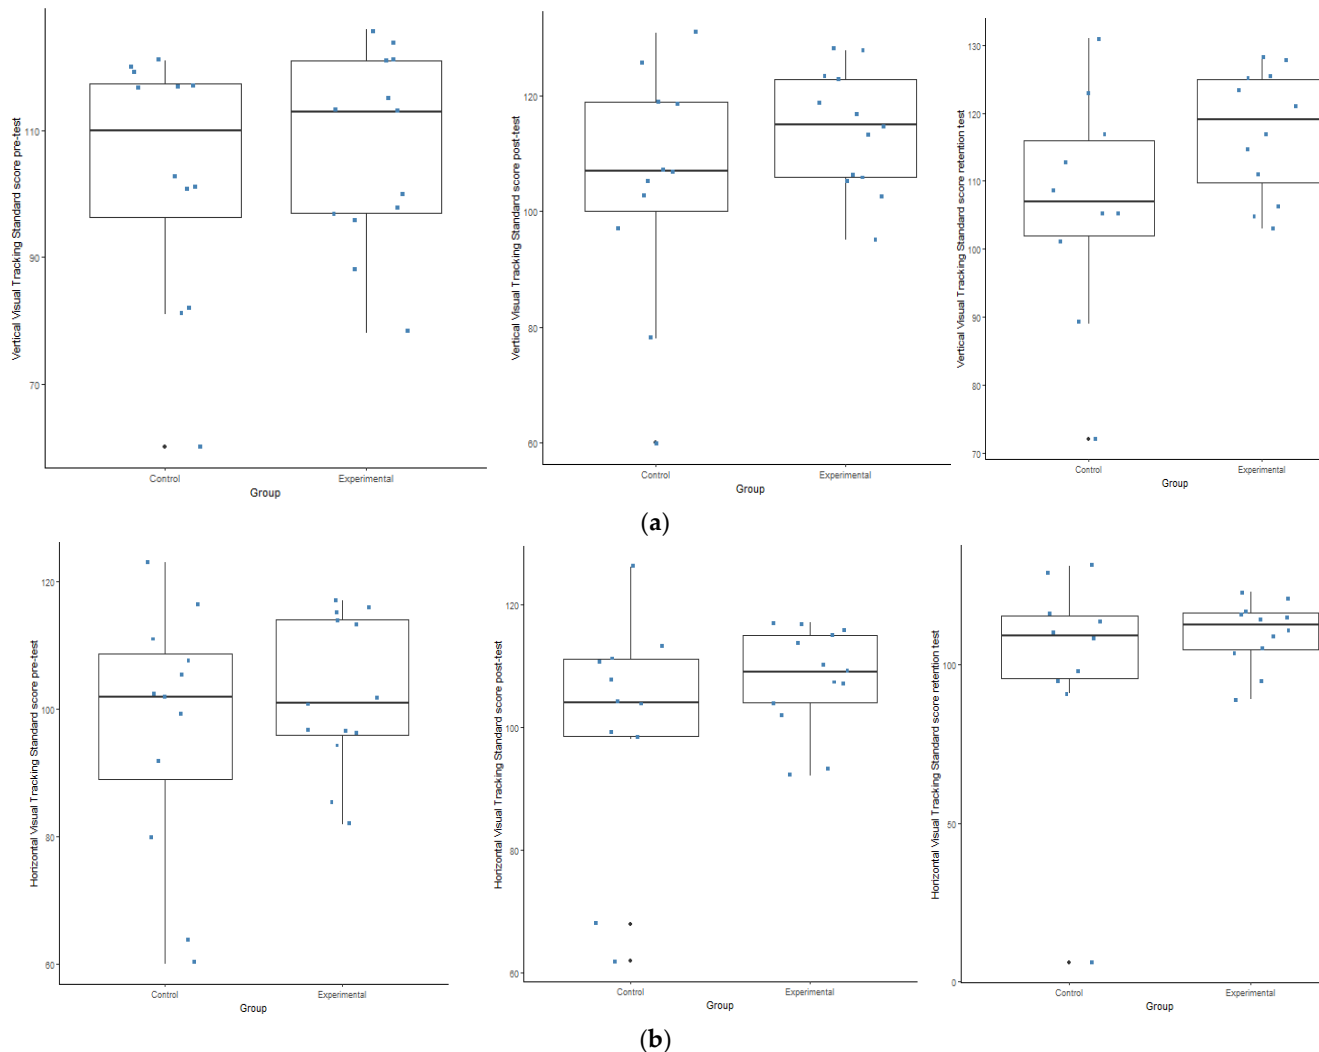 Vertical Visual Tracking Standard score pre-test
110
90
70
Control
Experimental
Group
Vertical Visual Tracking Standard score post-test
120
100
80
60
Control
Experimental
Group
Vertical Visual Tracking Standard score retention test
130
120
110
100
90
80
70
Control
Experimental
Group
(a)
Horizontal Visual Tracking Standard score pre-test
120
100
80
60
Control
Experimental
Group
Horizontal Visual Tracking Standard score post-test
120
100
80
60
Control
Experimental
Group
Horizontal Visual Tracking Standard score retention test
100
50
0
Control
Experimental
Group
(b)